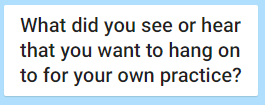 What did you see or hear
that you want to hang on
to for your own practice?